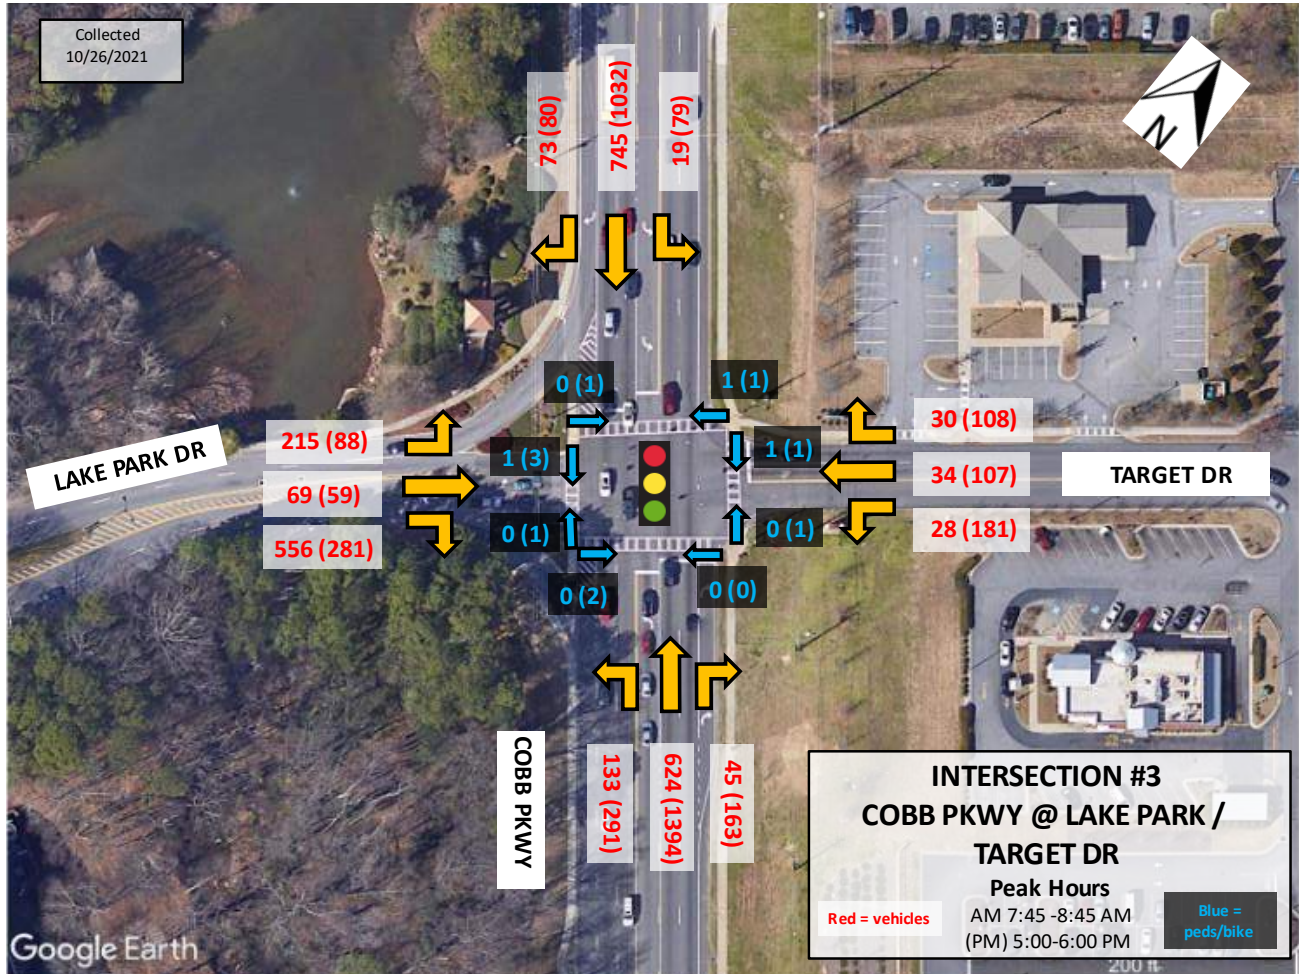 Collected
10/26/2021
73 (80)
745 (1032)
19 (79)
N
0 (1)
1 (1)
LAKE PARK DR
215 (88)
69 (59)
556 (281)
1 (3)
1 (1)
0 (1)
0 (1)
0 (2)
0 (0)
30 (108)
34 (107)
28 (181)
TARGET DR
COBB PKWY
133 (291)
624 (1394)
45 (163)
INTERSECTION #3
COBB PKWY @ LAKE PARK /
TARGET DR
Peak Hours
AM 7:45 -8:45 AM
(PM) 5:00-6:00 PM
Red = vehicles
Blue =
peds/bike
Google Earth
200 ft